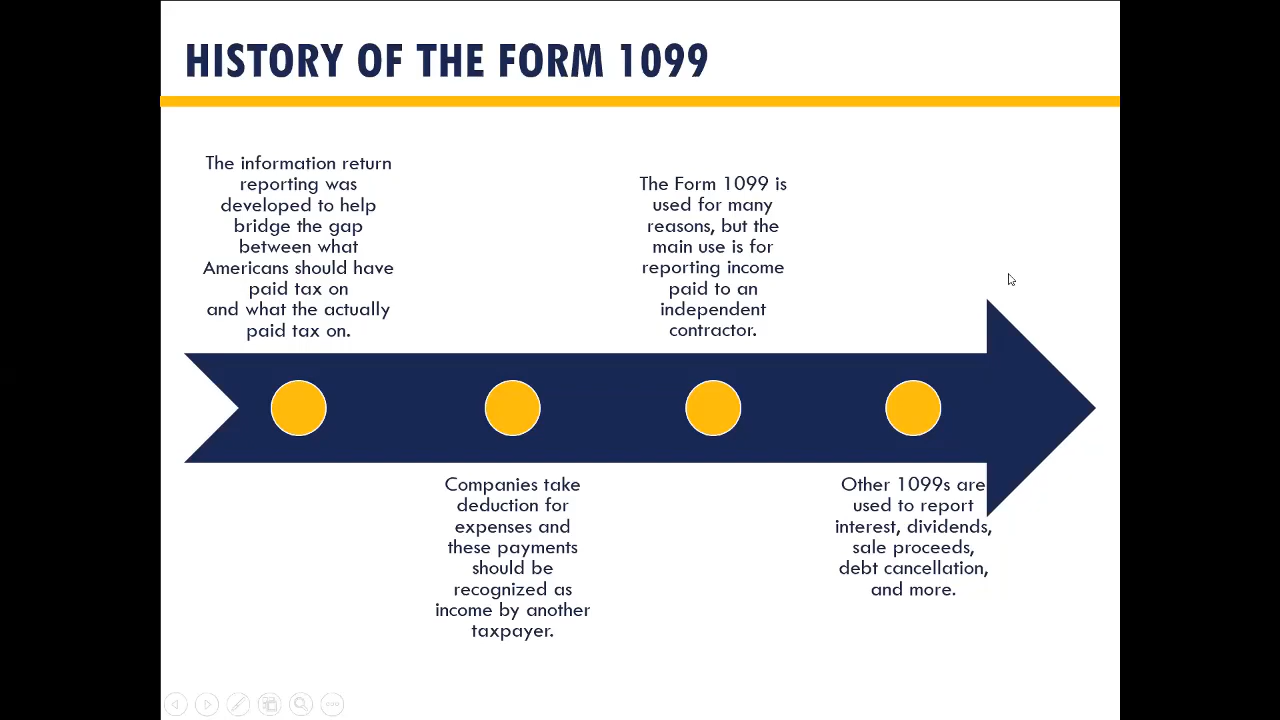 HISTORY OF THE FORM 1099
The information return
reporting was
developed to help
bridge the gap
between what
Americans should have
paid tax on
and what the actually
paid tax on.
Companies take
deduction for
expenses and
these payments
should be
recognized as
income by another
taxpayer.
The Form 1099 is
used for many
reasons, but the
main use is for
reporting income
paid to an
independent
contractor.
Other 1099s are
used to report
interest, dividends,
sale proceeds,
debt cancellation,
and more.